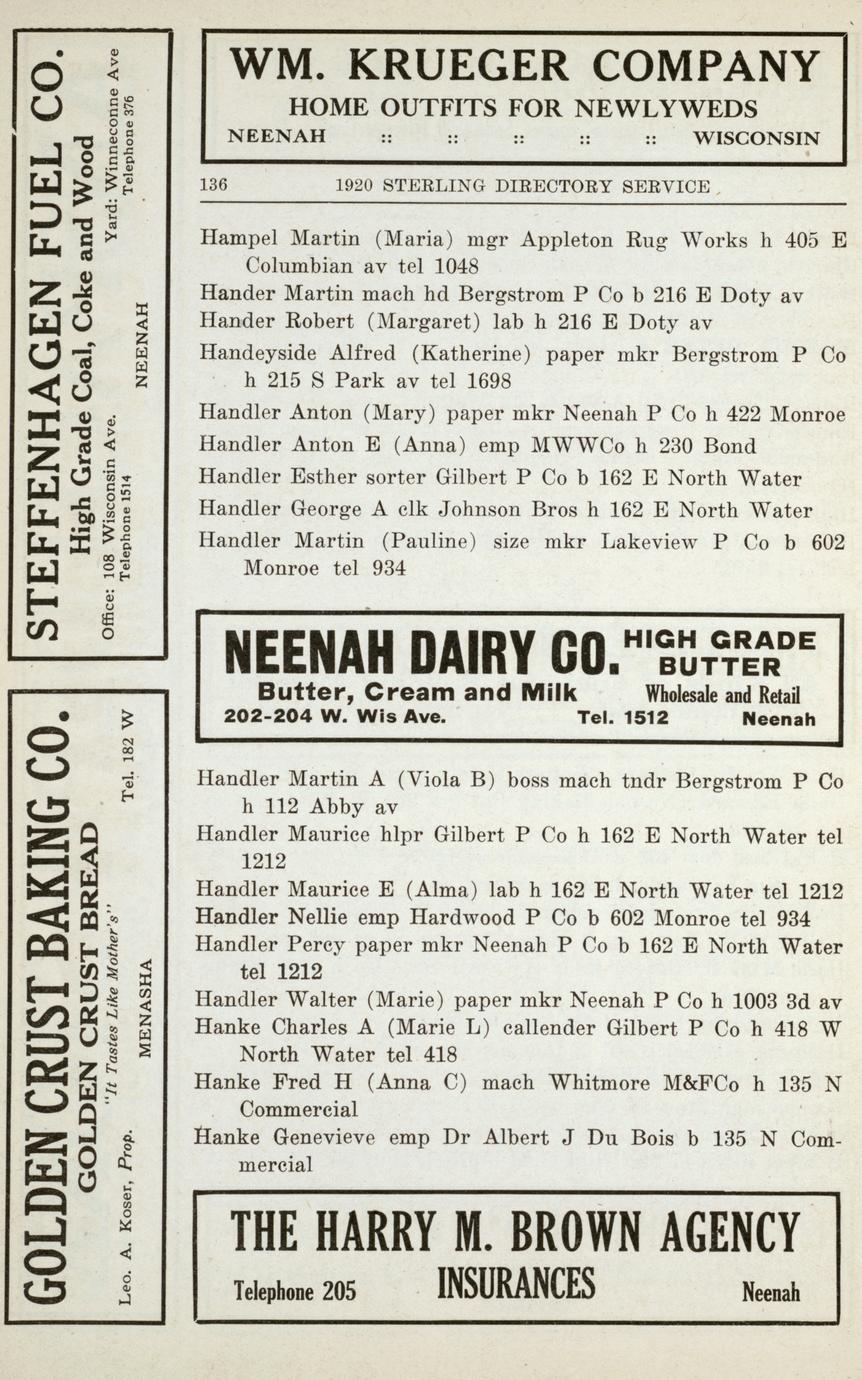 WM. KRUEGER COMPANY
HOME OUTFITS FOR NEWLYWEDS
NEENAH :: :: :: :: :: WISCONSIN
136 1920 STERLING DIRECTORY SERVICE
Hampel Martin (Maria) mgr Appleton Rug Works h 405 E
Columbian av tel 1048
Hander Martin mach hd Bergstrom P Co b 216 E Doty av
Hander Robert (Margaret) lab h 216 E Doty av
Handeyside Alfred (Katherine) paper mkr Bergstrom P Co
h 215 S Park av tel 1698
Handler Anton (Mary) paper mkr Neenah P Co h 422 Monroe
Handler Anton E (Anna) emp MWWCo h 230 Bond
Handler Esther sorter Gilbert P Co b 162 E North Water
Handler George A clk Johnson Bros h 162 E North Water
Handler Martin (Pauline) size mkr Lakeview P Co b 602
Monroe tel 934
NEENAH DAIRY CO. HIGH GRADE
BUTTER
Butter, Cream and Milk Wholesale and Retail
202-204 W. Wis Ave. Tel. 1512 Neenah
Handler Martin A (Viola B) boss mach tndr Bergstrom P Co
h 112 Abby av
Handler Maurice hlpr Gilbert P Co h 162 E North Water tel
1212
Handler Maurice E (Alma) lab h 162 E North Water tel 1212
Handler Nellie emp Hardwood P Co b 602 Monroe tel 934
Handler Percy paper mkr Neenah P Co b 162 E North Water
tel 1212
Handler Walter (Marie) paper mkr Neenah P Co h 1003 3d av
Hanke Charles A (Marie L) callender Gilbert P Co h 418 W
North Water tel 418
Hanke Fred H (Anna C) mach Whitmore M&FCo h 135 N
Commercial
Hanke Genevieve emp Dr Albert J Du Bois b 135 N Com-
mercial
THE HARRY M. BROWN AGENCY
Telephone 205 INSURANCES Neenah
STEFFENHAGEN FUEL CO.
High Grade Coal, Coke and Wood
Office: 108 Wisconsin Ave. Yard: Winneconne Ave
Telephone 1514 Telephone 376
NEENAH
GOLDEN CRUST BAKING CO.
GOLDEN CRUST BREAD
"It Tastes Like Mother's"
Leo. A. Koser, Prop. Tel. 182 W
MENASHA